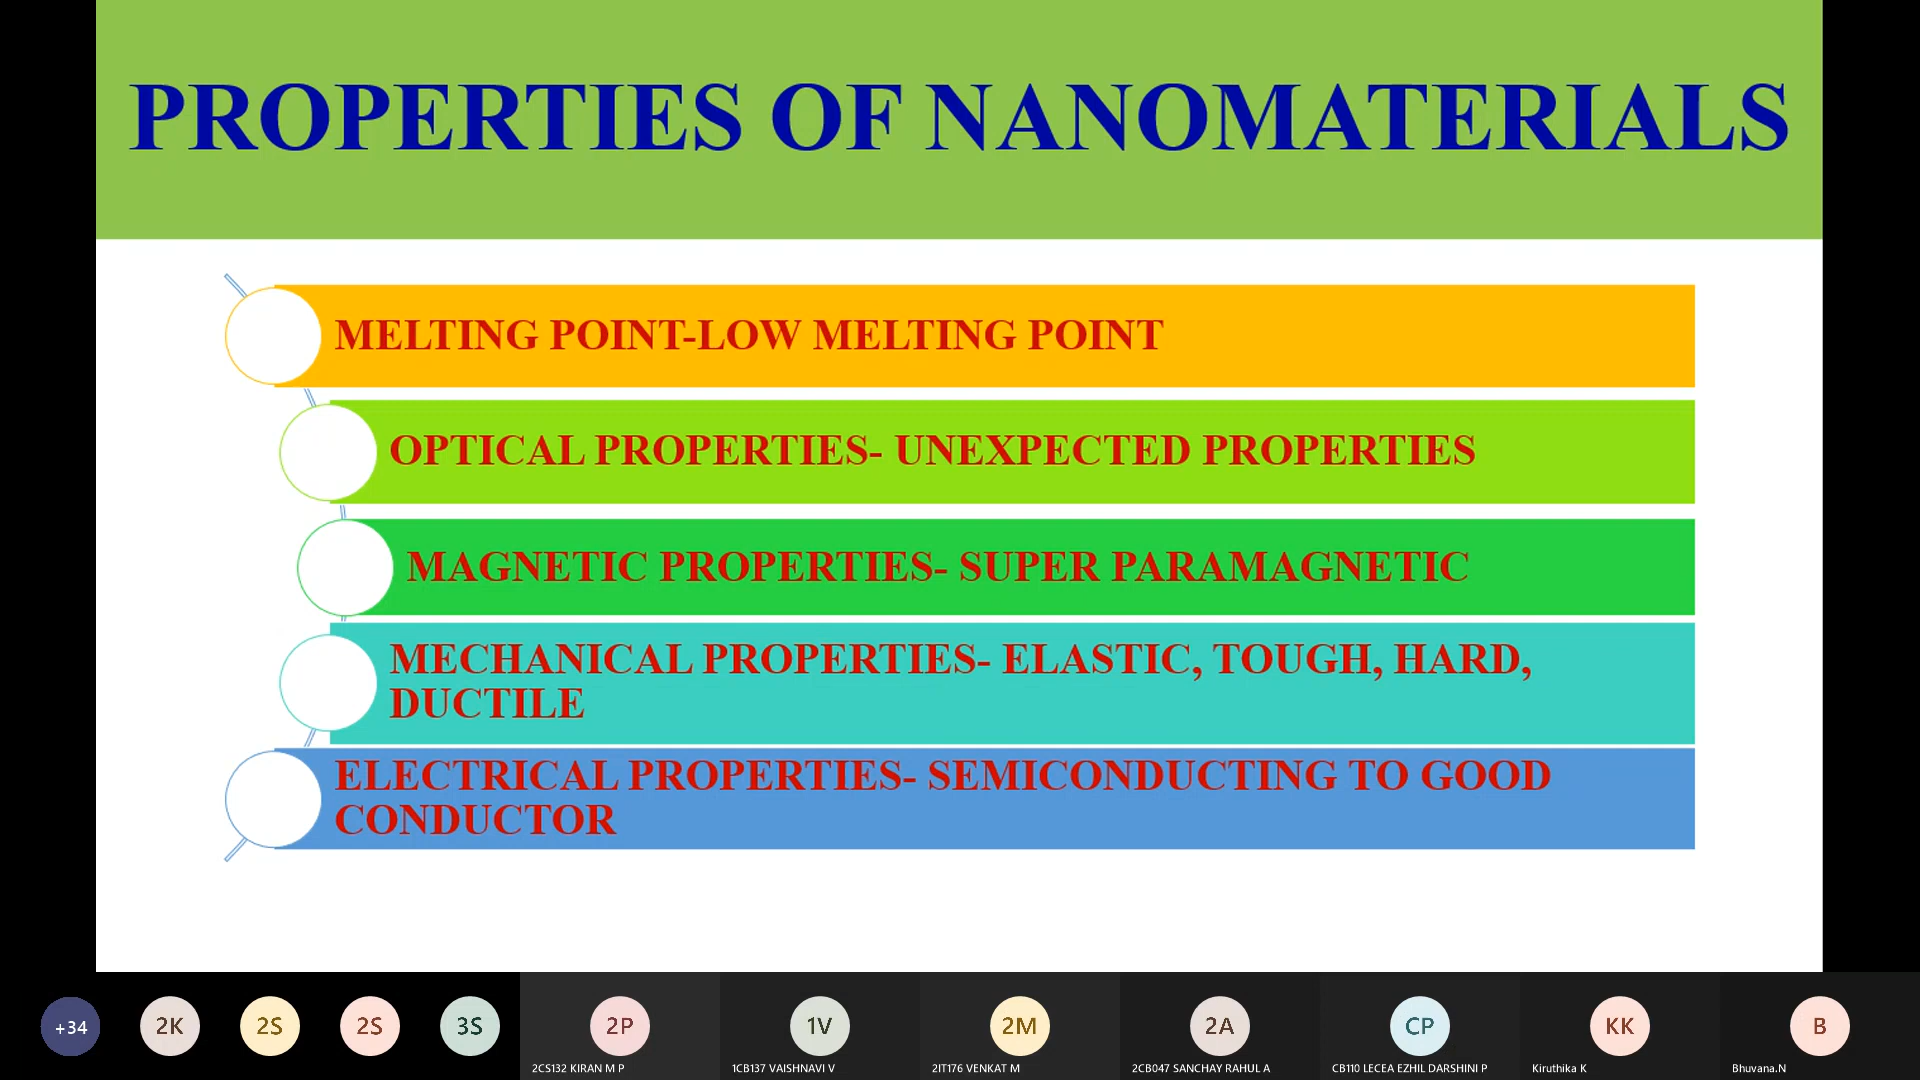 PROPERTIES OF NANOMATERIALS
MELTING POINT-LOW MELTING POINT
OPTICAL PROPERTIES- UNEXPECTED PROPERTIES
MAGNETIC PROPERTIES- SUPER PARAMAGNETIC
MECHANICAL PROPERTIES- ELASTIC, TOUGH, HARD,
DUCTILE
ELECTRICAL PROPERTIES- SEMICONDUCTING TO GOOD
CONDUCTOR
+34
2K
2S
2S
3S
2P
1V
2M
2A
CP
KK
B
2CS132 KIRAN M P
1CB137 VAISHNAVI V
2IT176 VENKAT M
2CB047 SANCHAY RAHUL A
CB110 LECEA EZHIL DARSHINI P
Kiruthika K
Bhuvana.N